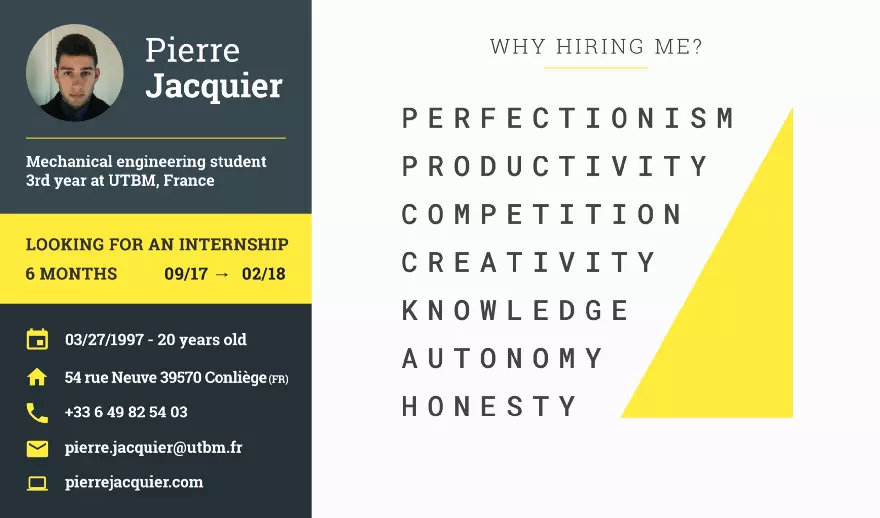 Pierre
Jacquier
Mechanical engineering student
3rd year at UTBM, France
LOOKING FOR AN INTERNSHIP
6 MONTHS 09/17 → 02/18
03/27/1997 - 20 years old
54 rue Neuve 39570 Conliège (FR)
+33 6 49 82 54 03
pierre.jacquier@utbm.fr
pierrejacquier.com
WHY HIRING ME?
PERFECTIONISM
PRODUCTIVITY
COMPETITION
CREATIVITY
KNOWLEDGE
AUTONOMY
HONESTY